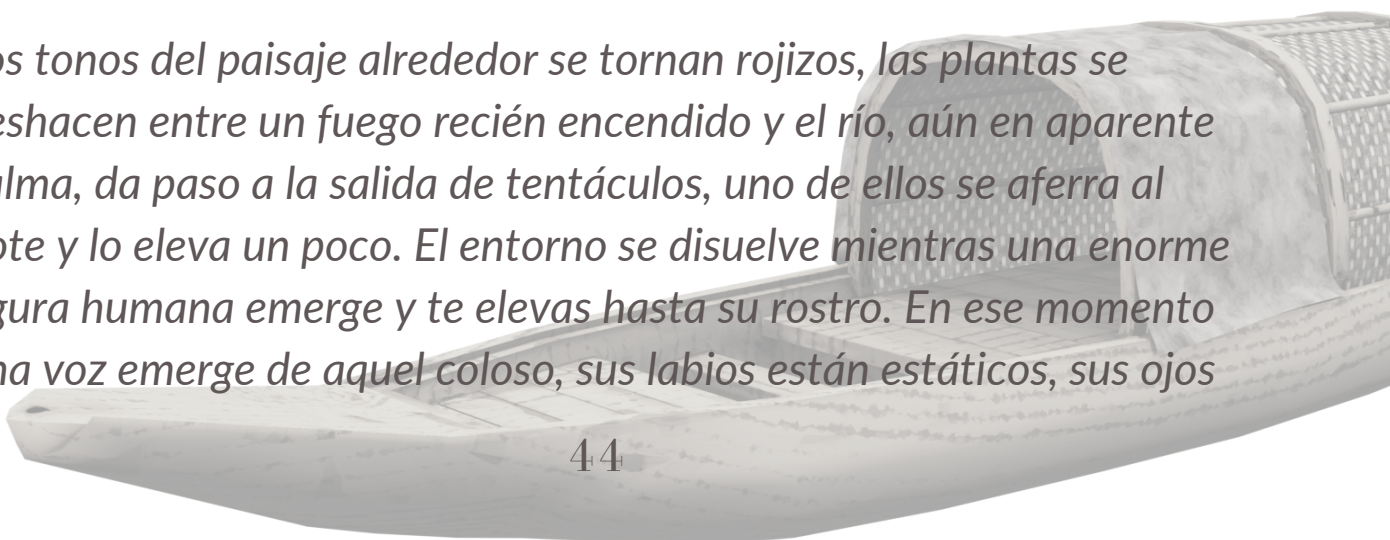 os tonos del paisaje alrededor se tornan rojizos, las plantas se
eshacen entre un fuego recién encendido y el río, aún en aparente
alma, da paso a la salida de tentáculos, uno de ellos se aferra al
ote y lo eleva un poco. El entorno se disuelve mientras una enorme
gura humana emerge y te elevas hasta su rostro. En ese momento
na voz emerge de aquel coloso, sus labios están estáticos, sus ojos
44